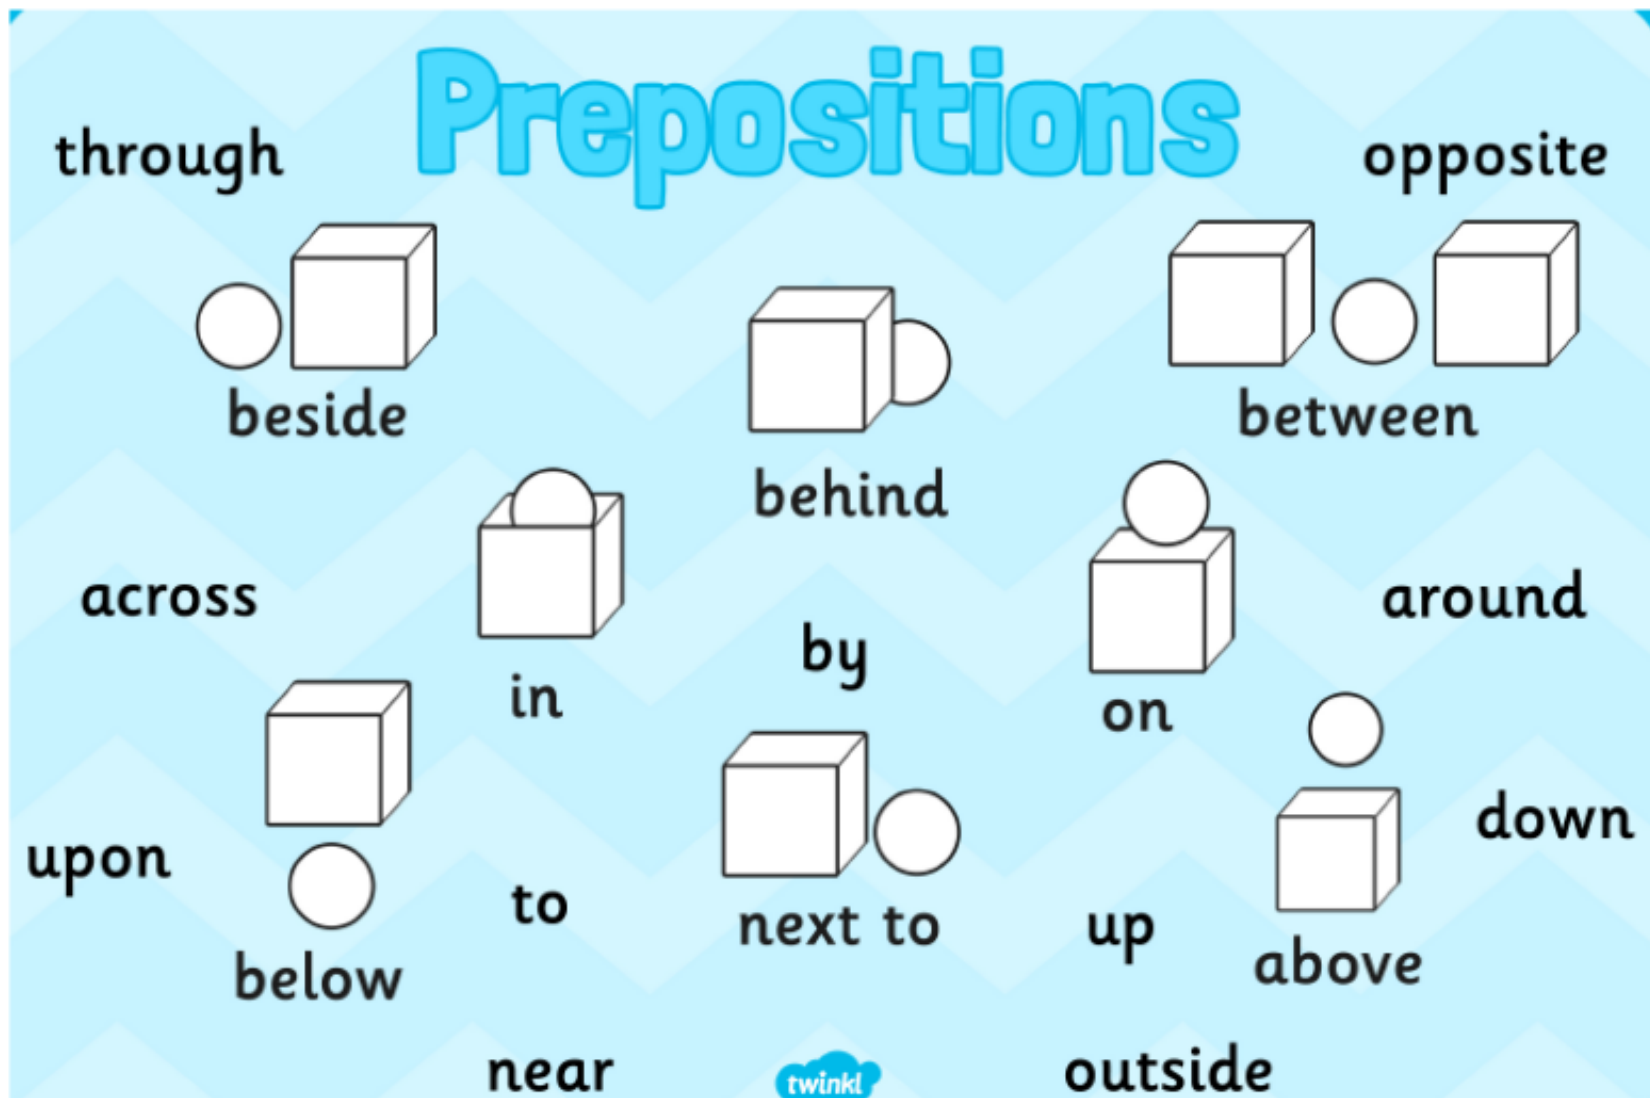 Prepositions
through
opposite
beside
behind
between
across
in
by
on
around
upon
below
to
next to
up
above
down
near
twinkl
outside